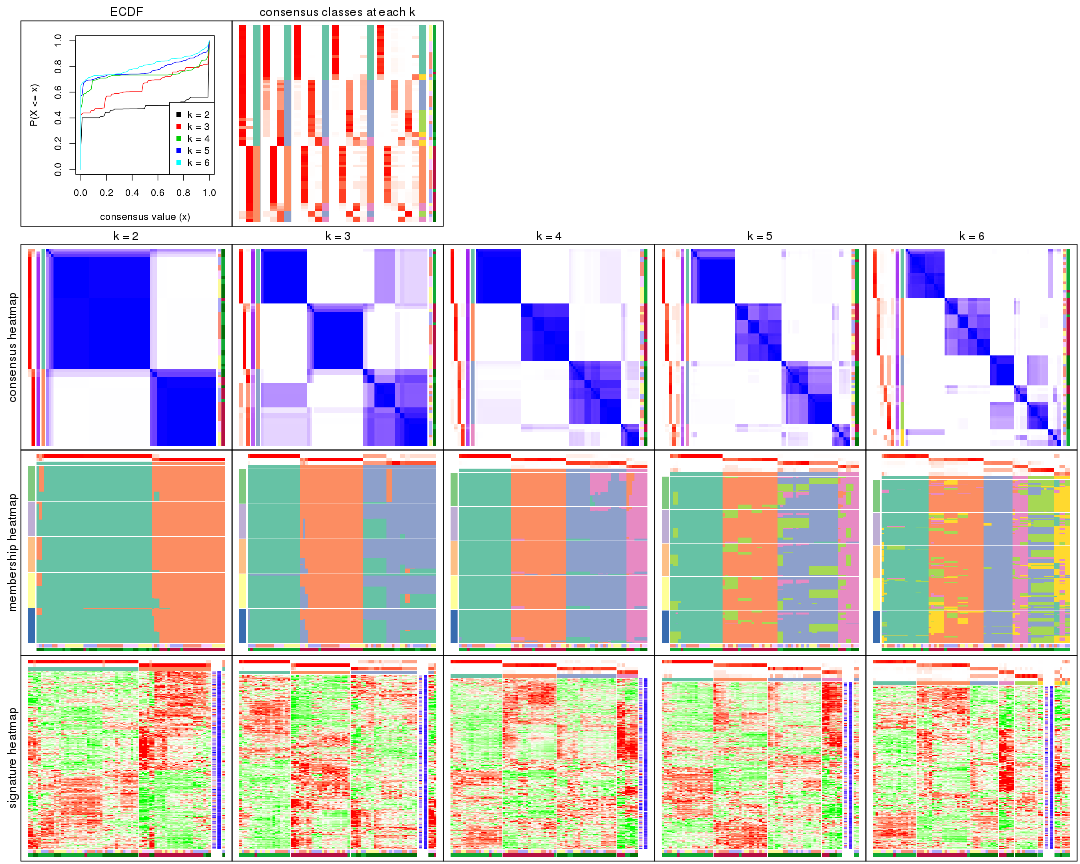 ECDF
consensus classes at each k
P(X <= x)
0.0 0.2 0.4 0.6 0.8 1.0
k = 2
k = 3
k = 4
k = 5
k = 6
0.0 0.2 0.4 0.6 0.8 1.0
consensus value (x)
k = 2
k = 3
k = 4
k = 5
k = 6
consensus heatmap
membership heatmap
signature heatmap